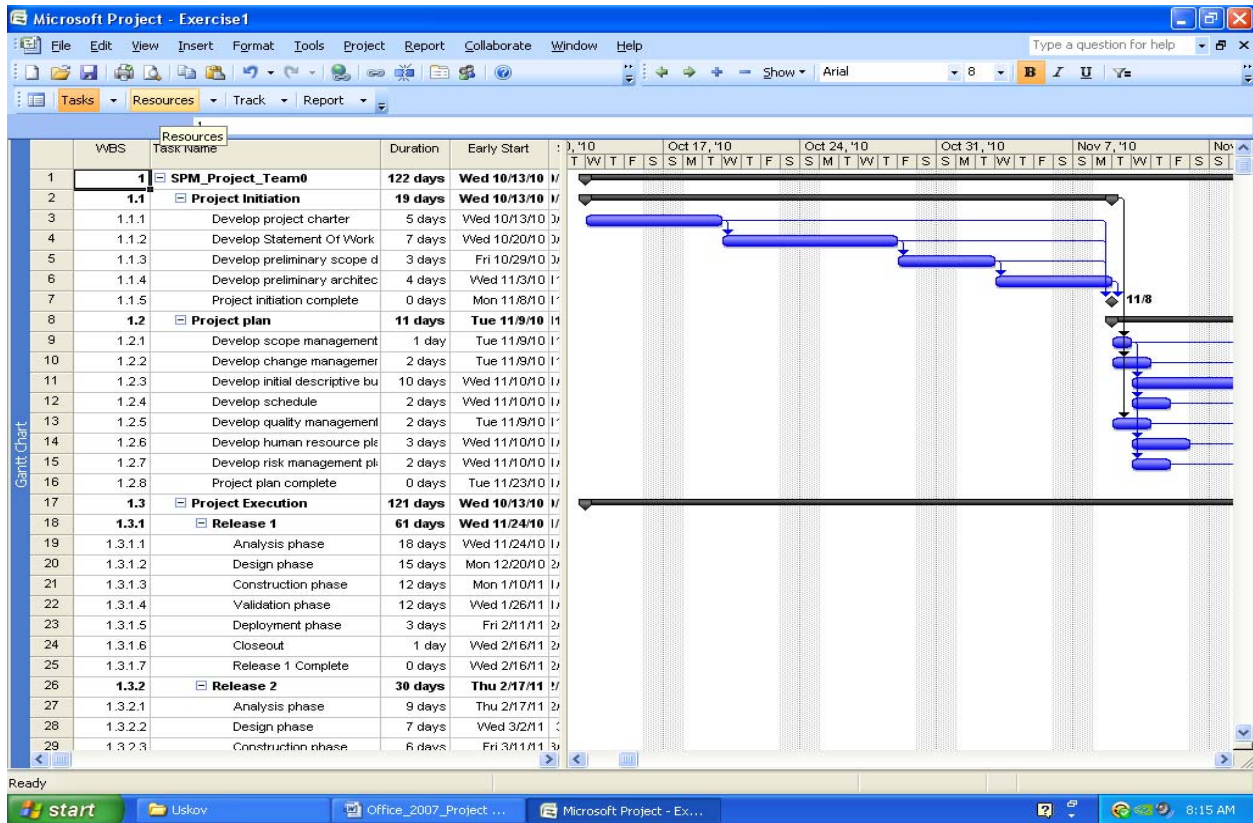 Microsoft Project - Exercise1
File Edit View Insert Format Tools Project Report Collaborate Window Help Type a question for help
Show Arial 8 B I U
Tasks Resources Track Report
Resources
WBS Task Name Duration Early Start '10 Oct 17, '10 Oct 24, '10 Oct 31, '10 Nov 7, '10 Nov
T W T F S S M T W T F S S M T W T F S S M T W T F S S M T W T F S S
1 1 SPM_Project_Team0 122 days Wed 10/13/10
2 1.1 Project Initiation 19 days Wed 10/13/10
3 1.1.1 Develop project charter 5 days Wed 10/13/10
4 1.1.2 Develop Statement Of Work 7 days Wed 10/20/10
5 1.1.3 Develop preliminary scope d 3 days Fri 10/29/10
6 1.1.4 Develop preliminary architec 4 days Wed 11/3/10
7 1.1.5 Project initiation complete 0 days Mon 11/8/10 11/8
8 1.2 Project plan 11 days Tue 11/9/10
9 1.2.1 Develop scope management 1 day Tue 11/9/10
10 1.2.2 Develop change managemer 2 days Tue 11/9/10
11 1.2.3 Develop initial descriptive bu 10 days Wed 11/10/10
12 1.2.4 Develop schedule 2 days Wed 11/10/10
13 1.2.5 Develop quality management 2 days Tue 11/9/10
14 1.2.6 Develop human resource pla 3 days Wed 11/10/10
15 1.2.7 Develop risk management pl 2 days Wed 11/10/10
16 1.2.8 Project plan complete 0 days Tue 11/23/10
17 1.3 Project Execution 121 days Wed 10/13/10
18 1.3.1 Release 1 61 days Wed 11/24/10
19 1.3.1.1 Analysis phase 18 days Wed 11/24/10
20 1.3.1.2 Design phase 15 days Mon 12/20/10
21 1.3.1.3 Construction phase 12 days Mon 1/10/11
22 1.3.1.4 Validation phase 12 days Wed 1/26/11
23 1.3.1.5 Deployment phase 3 days Fri 2/11/11
24 1.3.1.6 Closeout 1 day Wed 2/16/11
25 1.3.1.7 Release 1 Complete 0 days Wed 2/16/11
26 1.3.2 Release 2 30 days Thu 2/17/11
27 1.3.2.1 Analysis phase 9 days Thu 2/17/11
28 1.3.2.2 Design phase 7 days Wed 3/2/11
29 1.3.2.3 Construction phase 6 days Fri 3/11/11
Gantt Chart
Ready
start Uskov Office_2007_Project ... Microsoft Project - Ex... 8:15 AM